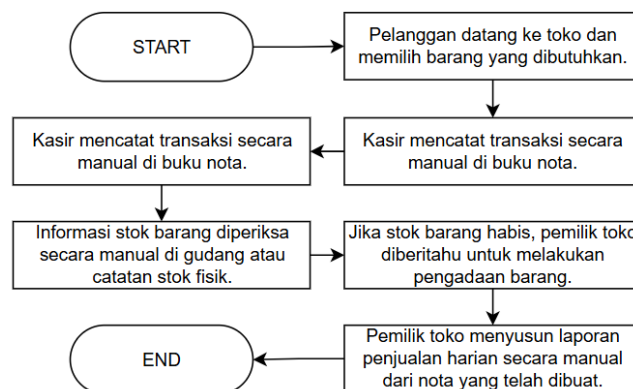 START
Pelanggan datang ke toko dan
memilih barang yang dibutuhkan.
Kasir mencatat transaksi secara
manual di buku nota.
Kasir mencatat transaksi secara
manual di buku nota.
Informasi stok barang diperiksa
secara manual di gudang atau
catatan stok fisik.
Jika stok barang habis, pemilik toko
diberitahu untuk melakukan
pengadaan barang.
Pemilik toko menyusun laporan
penjualan harian secara manual
dari nota yang telah dibuat.
END